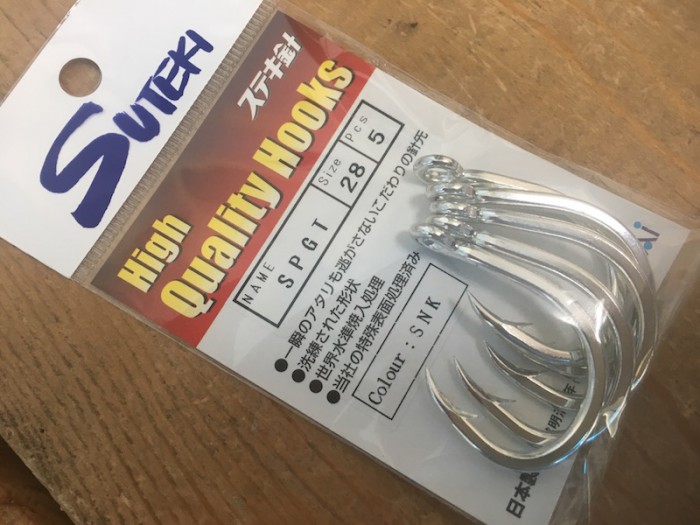 SUTEKI
ステキ針
High
Quality Hooks
NAME Size Pcs
SPGT 28 5
●一瞬のアタリも逃がさないこだわりの針先
●洗練された形状
●世界水準焼入処理
●当社の特殊表面処理済み
Colour : SNK